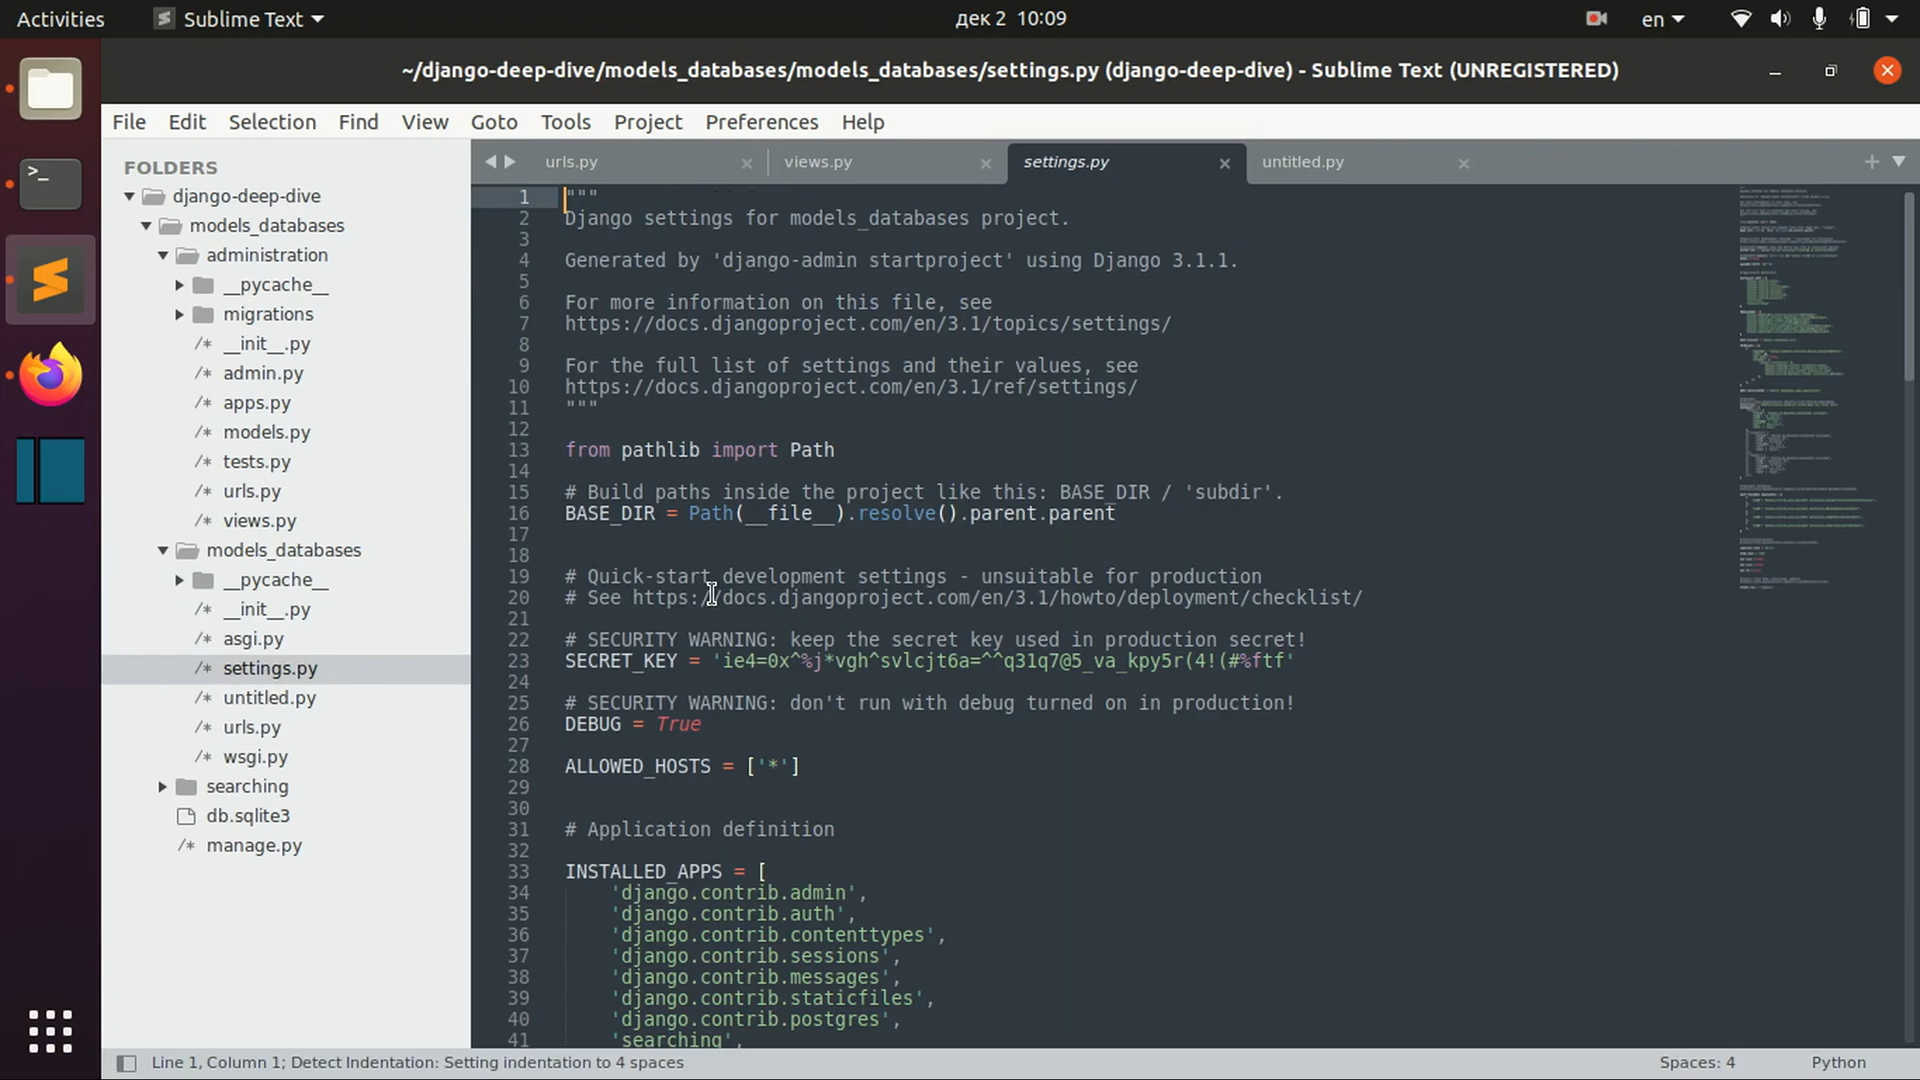 Activities
Sublime Text
дек 2 10:09
en
~/django-deep-dive/models_databases/models_databases/settings.py (django-deep-dive) - Sublime Text (UNREGISTERED)
File Edit Selection Find View Goto Tools Project Preferences Help
FOLDERS
django-deep-dive
models_databases
administration
__pycache__
migrations
/* __init__.py
/* admin.py
/* apps.py
/* models.py
/* tests.py
/* urls.py
/* views.py
models_databases
__pycache__
/* __init__.py
/* asgi.py
/* settings.py
/* untitled.py
/* urls.py
/* wsgi.py
searching
db.sqlite3
/* manage.py
urls.py
views.py
settings.py
untitled.py
1 """
2 Django settings for models_databases project.
3
4 Generated by 'django-admin startproject' using Django 3.1.1.
5
6 For more information on this file, see
7 https://docs.djangoproject.com/en/3.1/topics/settings/
8
9 For the full list of settings and their values, see
10 https://docs.djangoproject.com/en/3.1/ref/settings/
11 """
12
13 from pathlib import Path
14
15 # Build paths inside the project like this: BASE_DIR / 'subdir'.
16 BASE_DIR = Path(__file__).resolve().parent.parent
17
18
19 # Quick-start development settings - unsuitable for production
20 # See https://docs.djangoproject.com/en/3.1/howto/deployment/checklist/
21
22 # SECURITY WARNING: keep the secret key used in production secret!
23 SECRET_KEY = 'ie4=0x^%j*vgh^svlcjt6a=^^q31q7@5_va_kpy5r(4!(#%ftf'
24
25 # SECURITY WARNING: don't run with debug turned on in production!
26 DEBUG = True
27
28 ALLOWED_HOSTS = ['*']
29
30
31 # Application definition
32
33 INSTALLED_APPS = [
34 'django.contrib.admin',
35 'django.contrib.auth',
36 'django.contrib.contenttypes',
37 'django.contrib.sessions',
38 'django.contrib.messages',
39 'django.contrib.staticfiles',
40 'django.contrib.postgres',
41 'searching',
Line 1, Column 1; Detect Indentation: Setting indentation to 4 spaces
Spaces: 4
Python